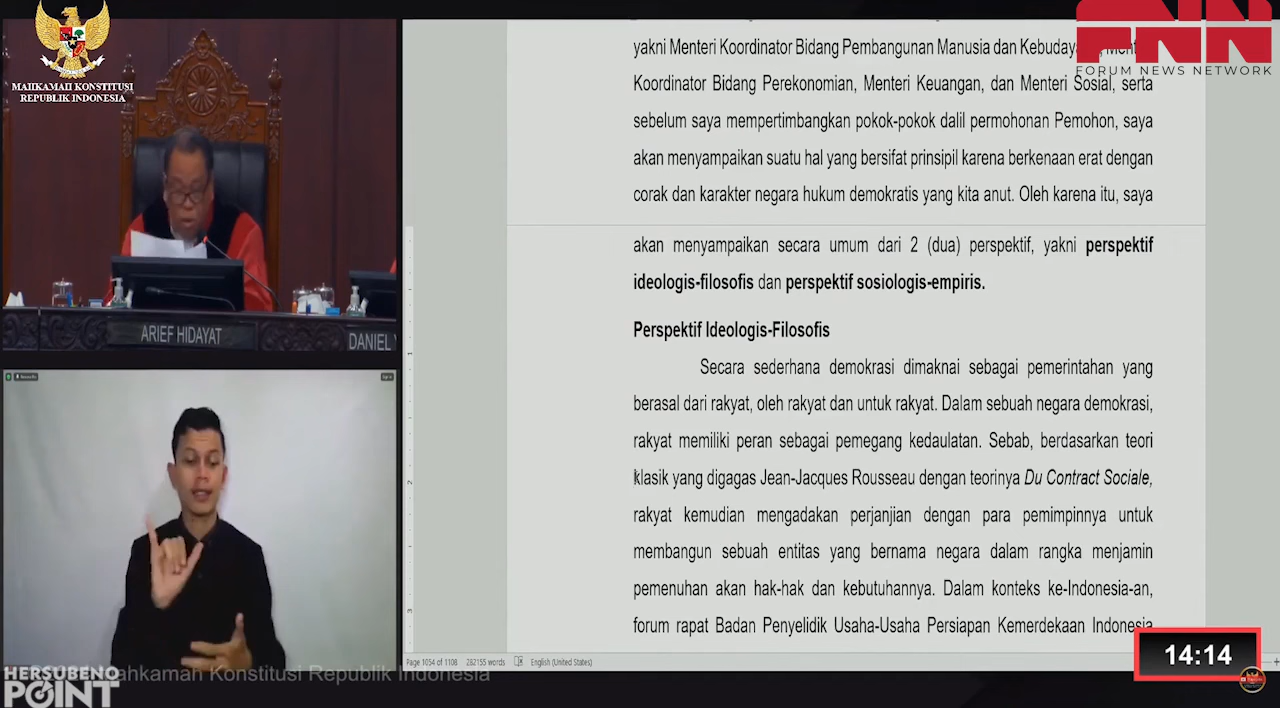 MAHKAMAH KONSTITUSI
REPUBLIK INDONESIA
ARIEF HIDAYAT
DANIEL
FNN
FORUM NEWS NETWORK
yakni Menteri Koordinator Bidang Pembangunan Manusia dan
Koordinator Bidang Perekonomian, Menteri Keuangan, dan Menteri Sosial, serta
sebelum saya mempertimbangkan pokok-pokok dalil permohonan Pemohon, saya
akan menyampaikan suatu hal yang bersifat prinsipil karena berkenaan erat dengan
corak dan karakter negara hukum demokratis yang kita anut. Oleh karena itu, saya
akan menyampaikan secara umum dari 2 (dua) perspektif, yakni perspektif
ideologis-filosofis dan perspektif sosiologis-empiris.
Perspektif Ideologis-Filosofis
Secara sederhana demokrasi dimaknai sebagai pemerintahan yang
berasal dari rakyat, oleh rakyat dan untuk rakyat. Dalam sebuah negara demokrasi,
rakyat memiliki peran sebagai pemegang kedaulatan. Sebab, berdasarkan teori
klasik yang digagas Jean-Jacques Rousseau dengan teorinya Du Contract Sociale,
rakyat kemudian mengadakan perjanjian dengan para pemimpinnya untuk
membangun sebuah entitas yang bernama negara dalam rangka menjamin
pemenuhan akan hak-hak dan kebutuhannya. Dalam konteks ke-Indonesia-an,
forum rapat Badan Penyelidik Usaha-Usaha Persiapan Kemerdekaan Indonesia
Page 1054 of 1108 282155 words English (United States)
14:14
HERSUBENO
POINT
ahkamah Konstitusi Republik Indonesia